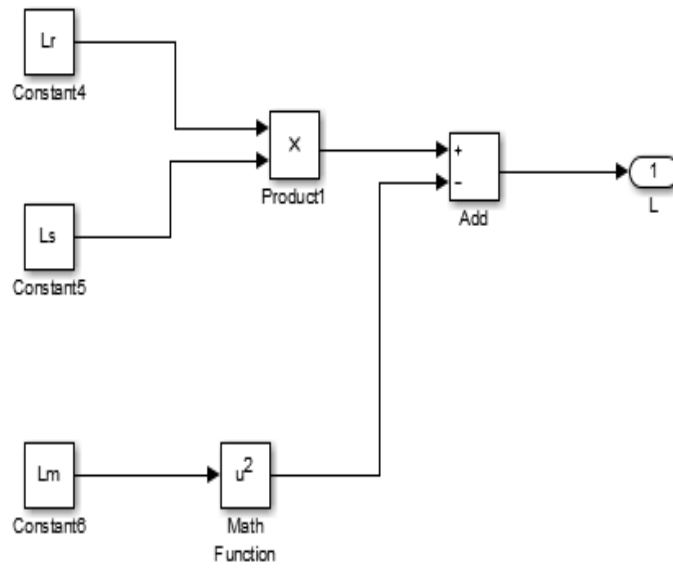 Lr
Constant4
X
Product1
+
−
Add
1
L
Ls
Constant5
Lm
Constant6
u²
Math
Function